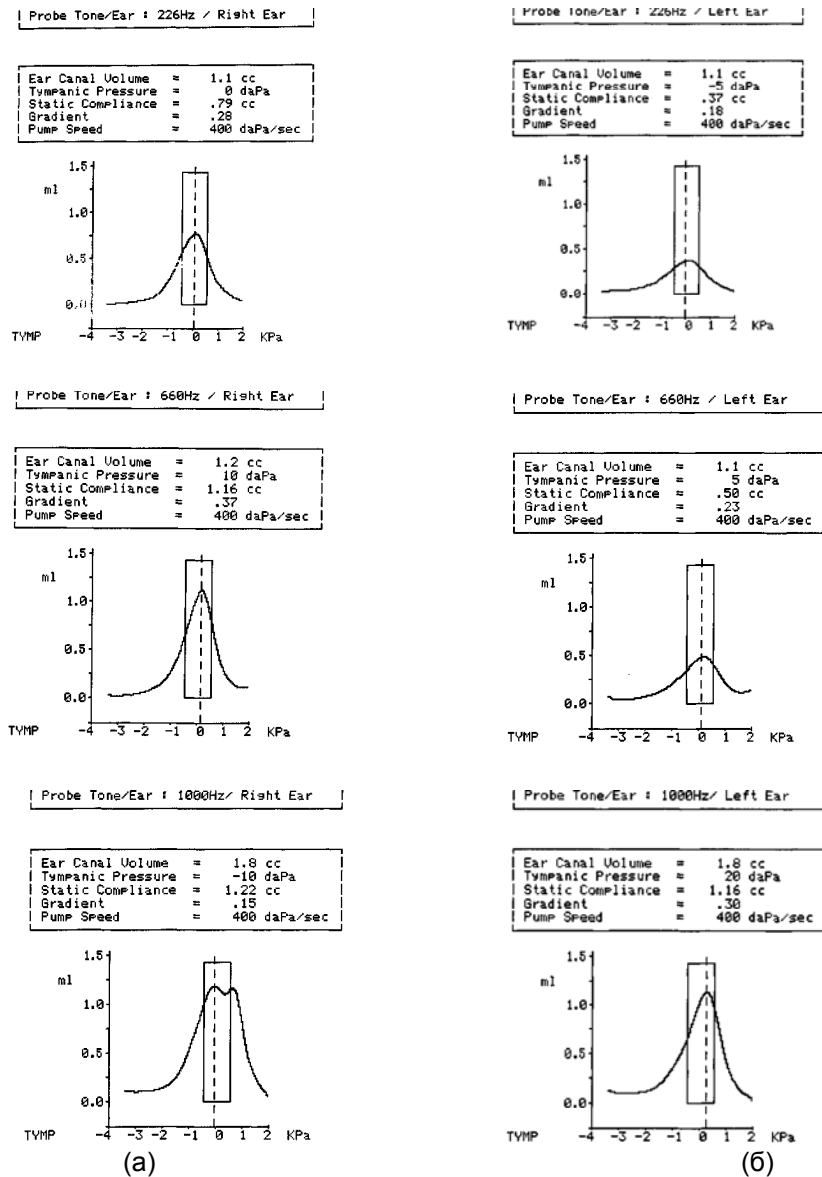 Probe Tone/Ear : 226Hz / Right Ear
Ear Canal Volume = 1.1 cc
Tympanic Pressure = 0 daPa
Static Compliance = .79 cc
Gradient = .28
Pump Speed = 400 daPa/sec
1.5
ml
1.0
0.5
0.0
TYMP -4 -3 -2 -1 0 1 2 KPa
Probe Tone/Ear : 660Hz / Right Ear
Ear Canal Volume = 1.2 cc
Tympanic Pressure = 10 daPa
Static Compliance = 1.16 cc
Gradient = .37
Pump Speed = 400 daPa/sec
1.5
ml
1.0
0.5
0.0
TYMP -4 -3 -2 -1 0 1 2 KPa
Probe Tone/Ear : 1000Hz/ Right Ear
Ear Canal Volume = 1.8 cc
Tympanic Pressure = -10 daPa
Static Compliance = 1.22 cc
Gradient = .15
Pump Speed = 400 daPa/sec
1.5
ml
1.0
0.5
0.0
TYMP -4 -3 -2 -1 0 1 2 KPa
(а)
Probe Tone/Ear : 226Hz / Left Ear
Ear Canal Volume = 1.1 cc
Tympanic Pressure = -5 daPa
Static Compliance = .37 cc
Gradient = .18
Pump Speed = 400 daPa/sec
1.5
ml
1.0
0.5
0.0
TYMP -4 -3 -2 -1 0 1 2 KPa
Probe Tone/Ear : 660Hz / Left Ear
Ear Canal Volume = 1.1 cc
Tympanic Pressure = 5 daPa
Static Compliance = .50 cc
Gradient = .23
Pump Speed = 400 daPa/sec
1.5
ml
1.0
0.5
0.0
TYMP -4 -3 -2 -1 0 1 2 KPa
Probe Tone/Ear : 1000Hz/ Left Ear
Ear Canal Volume = 1.8 cc
Tympanic Pressure = 20 daPa
Static Compliance = 1.16 cc
Gradient = .30
Pump Speed = 400 daPa/sec
1.5
ml
1.0
0.5
0.0
TYMP -4 -3 -2 -1 0 1 2 KPa
(б)